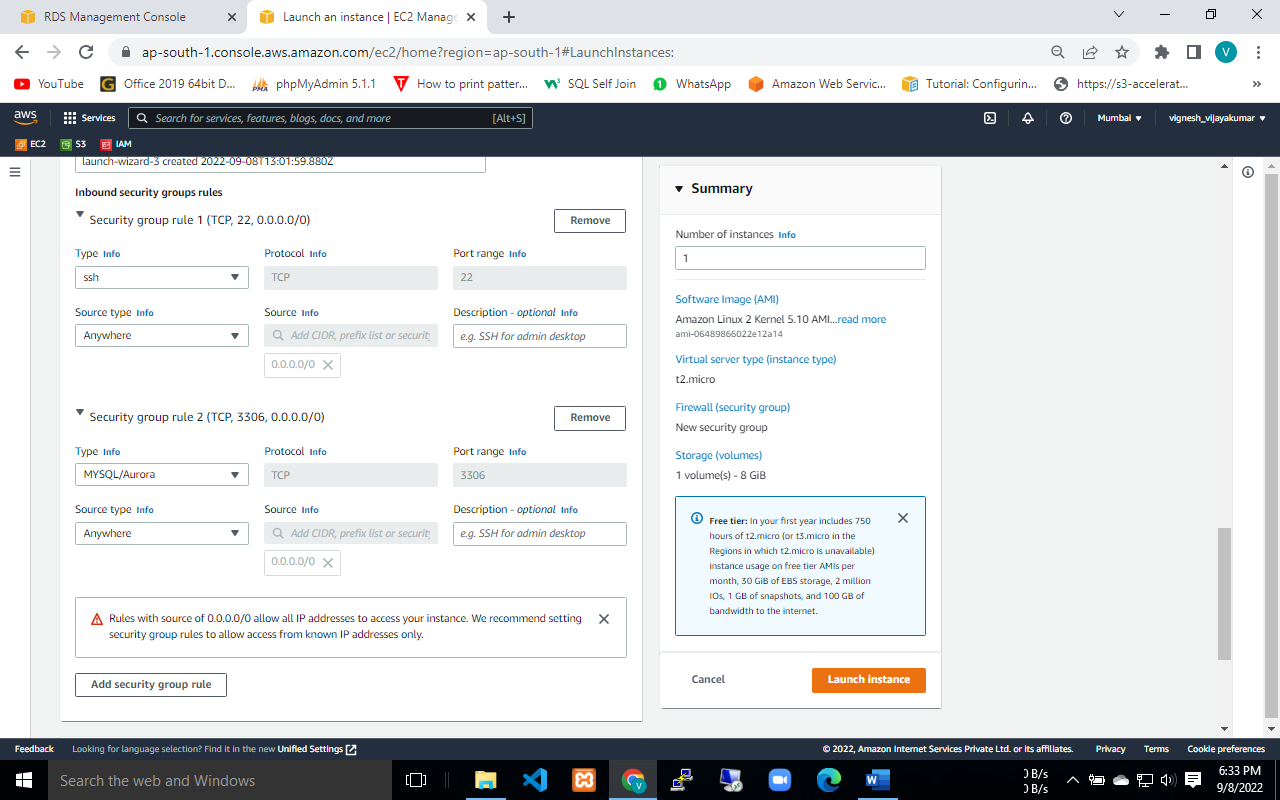 RDS Management Console
Launch an instance | EC2 Manage
ap-south-1.console.aws.amazon.com/ec2/home?region=ap-south-1#LaunchInstances:
V
YouTube
Office 2019 64bit D...
phpMyAdmin 5.1.1
How to print patter...
SQL Self Join
WhatsApp
Amazon Web Servic...
Tutorial: Configurin...
https://s3-accelerat...
aws
Services
Search for services, features, blogs, docs, and more
[Alt+S]
Mumbai
vignesh_vijayakumar
EC2
S3
IAM
launch-wizard-3 created 2022-09-08T13:01:59.880Z
Inbound security groups rules
Security group rule 1 (TCP, 22, 0.0.0.0/0)
Remove
Type Info
Protocol Info
Port range Info
ssh
TCP
22
Source type Info
Source Info
Description - optional Info
Anywhere
Add CIDR, prefix list or security
e.g. SSH for admin desktop
0.0.0.0/0
Security group rule 2 (TCP, 3306, 0.0.0.0/0)
Remove
Type Info
Protocol Info
Port range Info
MYSQL/Aurora
TCP
3306
Source type Info
Source Info
Description - optional Info
Anywhere
Add CIDR, prefix list or security
e.g. SSH for admin desktop
0.0.0.0/0
Rules with source of 0.0.0.0/0 allow all IP addresses to access your instance. We recommend setting
security group rules to allow access from known IP addresses only.
Add security group rule
Summary
Number of instances Info
1
Software Image (AMI)
Amazon Linux 2 Kernel 5.10 AMI...read more
ami-06489866022e12a14
Virtual server type (instance type)
t2.micro
Firewall (security group)
New security group
Storage (volumes)
1 volume(s) - 8 GiB
Free tier: In your first year includes 750
hours of t2.micro (or t3.micro in the
Regions in which t2.micro is unavailable)
instance usage on free tier AMIs per
month, 30 GiB of EBS storage, 2 million
IOs, 1 GB of snapshots, and 100 GB of
bandwidth to the internet.
Cancel
Launch instance
Feedback
Looking for language selection? Find it in the new Unified Settings
© 2022, Amazon Internet Services Private Ltd. or its affiliates.
Privacy
Terms
Cookie preferences
Search the web and Windows
0 B/s
0 B/s
6:33 PM
9/8/2022